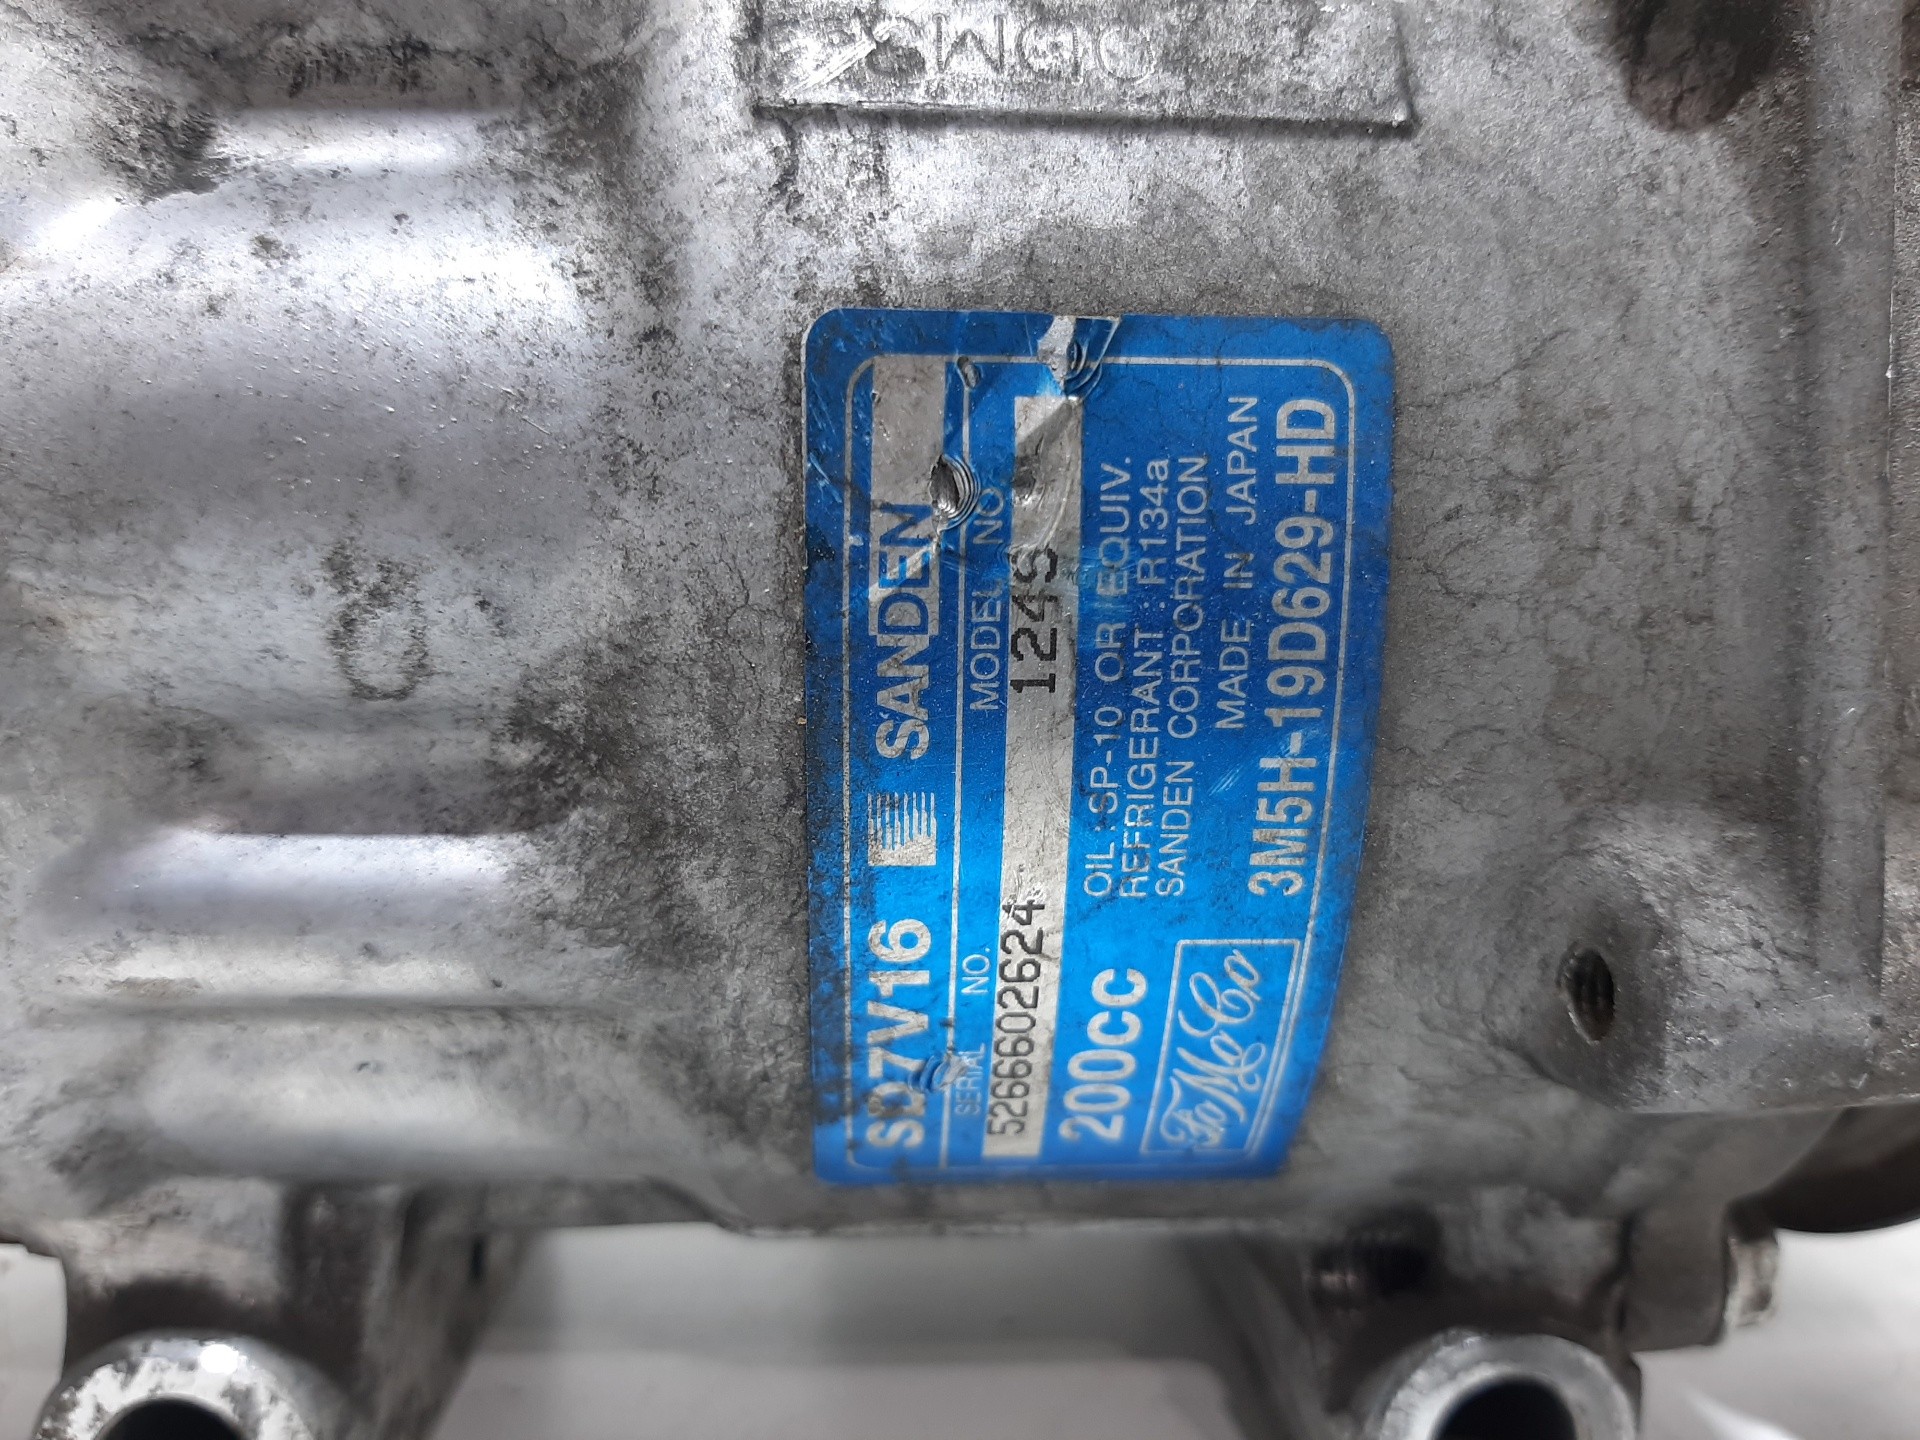 SD7V16 SANDEN
SERIAL NO. MODEL NO.
5266602624 1249
200cc
OIL : SP-10 OR EQUIV.
REFRIGERANT : R134a
SANDEN CORPORATION
MADE IN JAPAN
FoMoCo 3M5H-19D629-HD